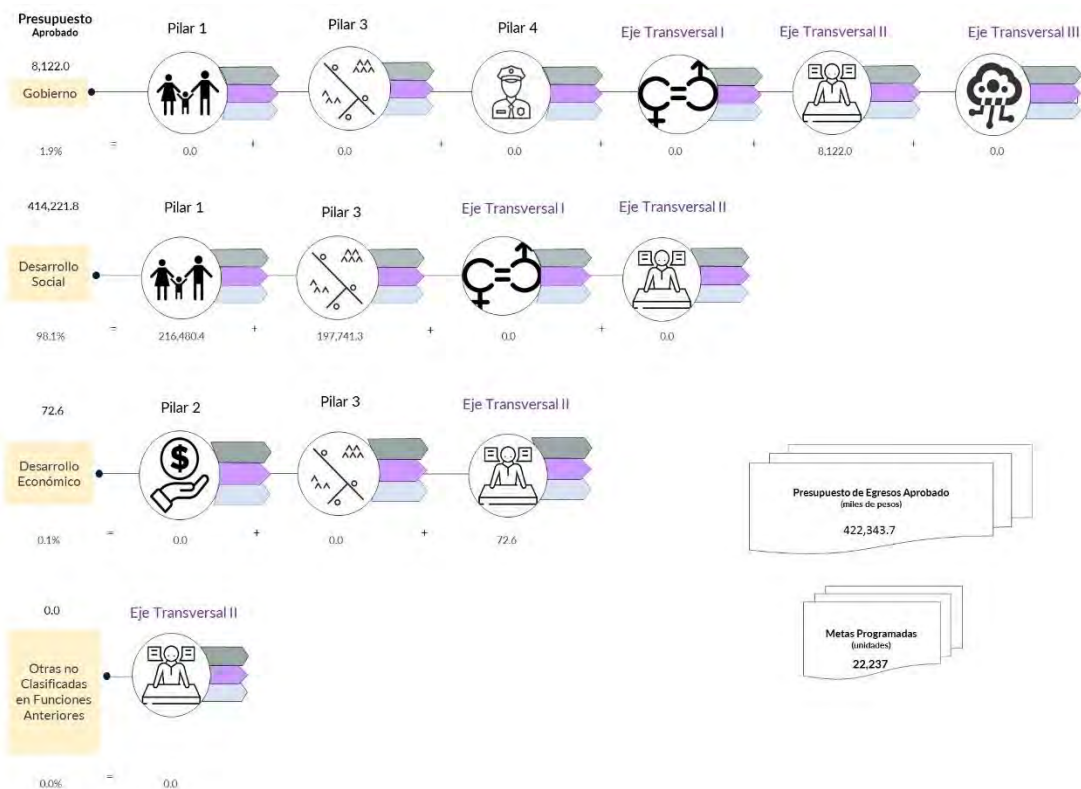 Presupuesto
Aprobado
8,122.0
Gobierno
1.9%
Pilar 1 Pilar 3 Pilar 4 Eje Transversal I Eje Transversal II Eje Transversal III
= 0.0 + 0.0 + 0.0 + 0.0 + 8,122.0 + 0.0
414,221.8
Desarrollo
Social
98.1%
Pilar 1 Pilar 3 Eje Transversal I Eje Transversal II
= 216,480.4 + 197,741.3 + 0.0 + 0.0
72.6
Desarrollo
Económico
0.1%
Pilar 2 Pilar 3 Eje Transversal II
$
= 0.0 + 0.0 + 72.6
0.0
Otras no
Clasificadas
en Funciones
Anteriores
0.0%
Eje Transversal II
= 0.0
Presupuesto de Egresos Aprobado
(miles de pesos)
422,343.7
Metas Programadas
(unidades)
22,237